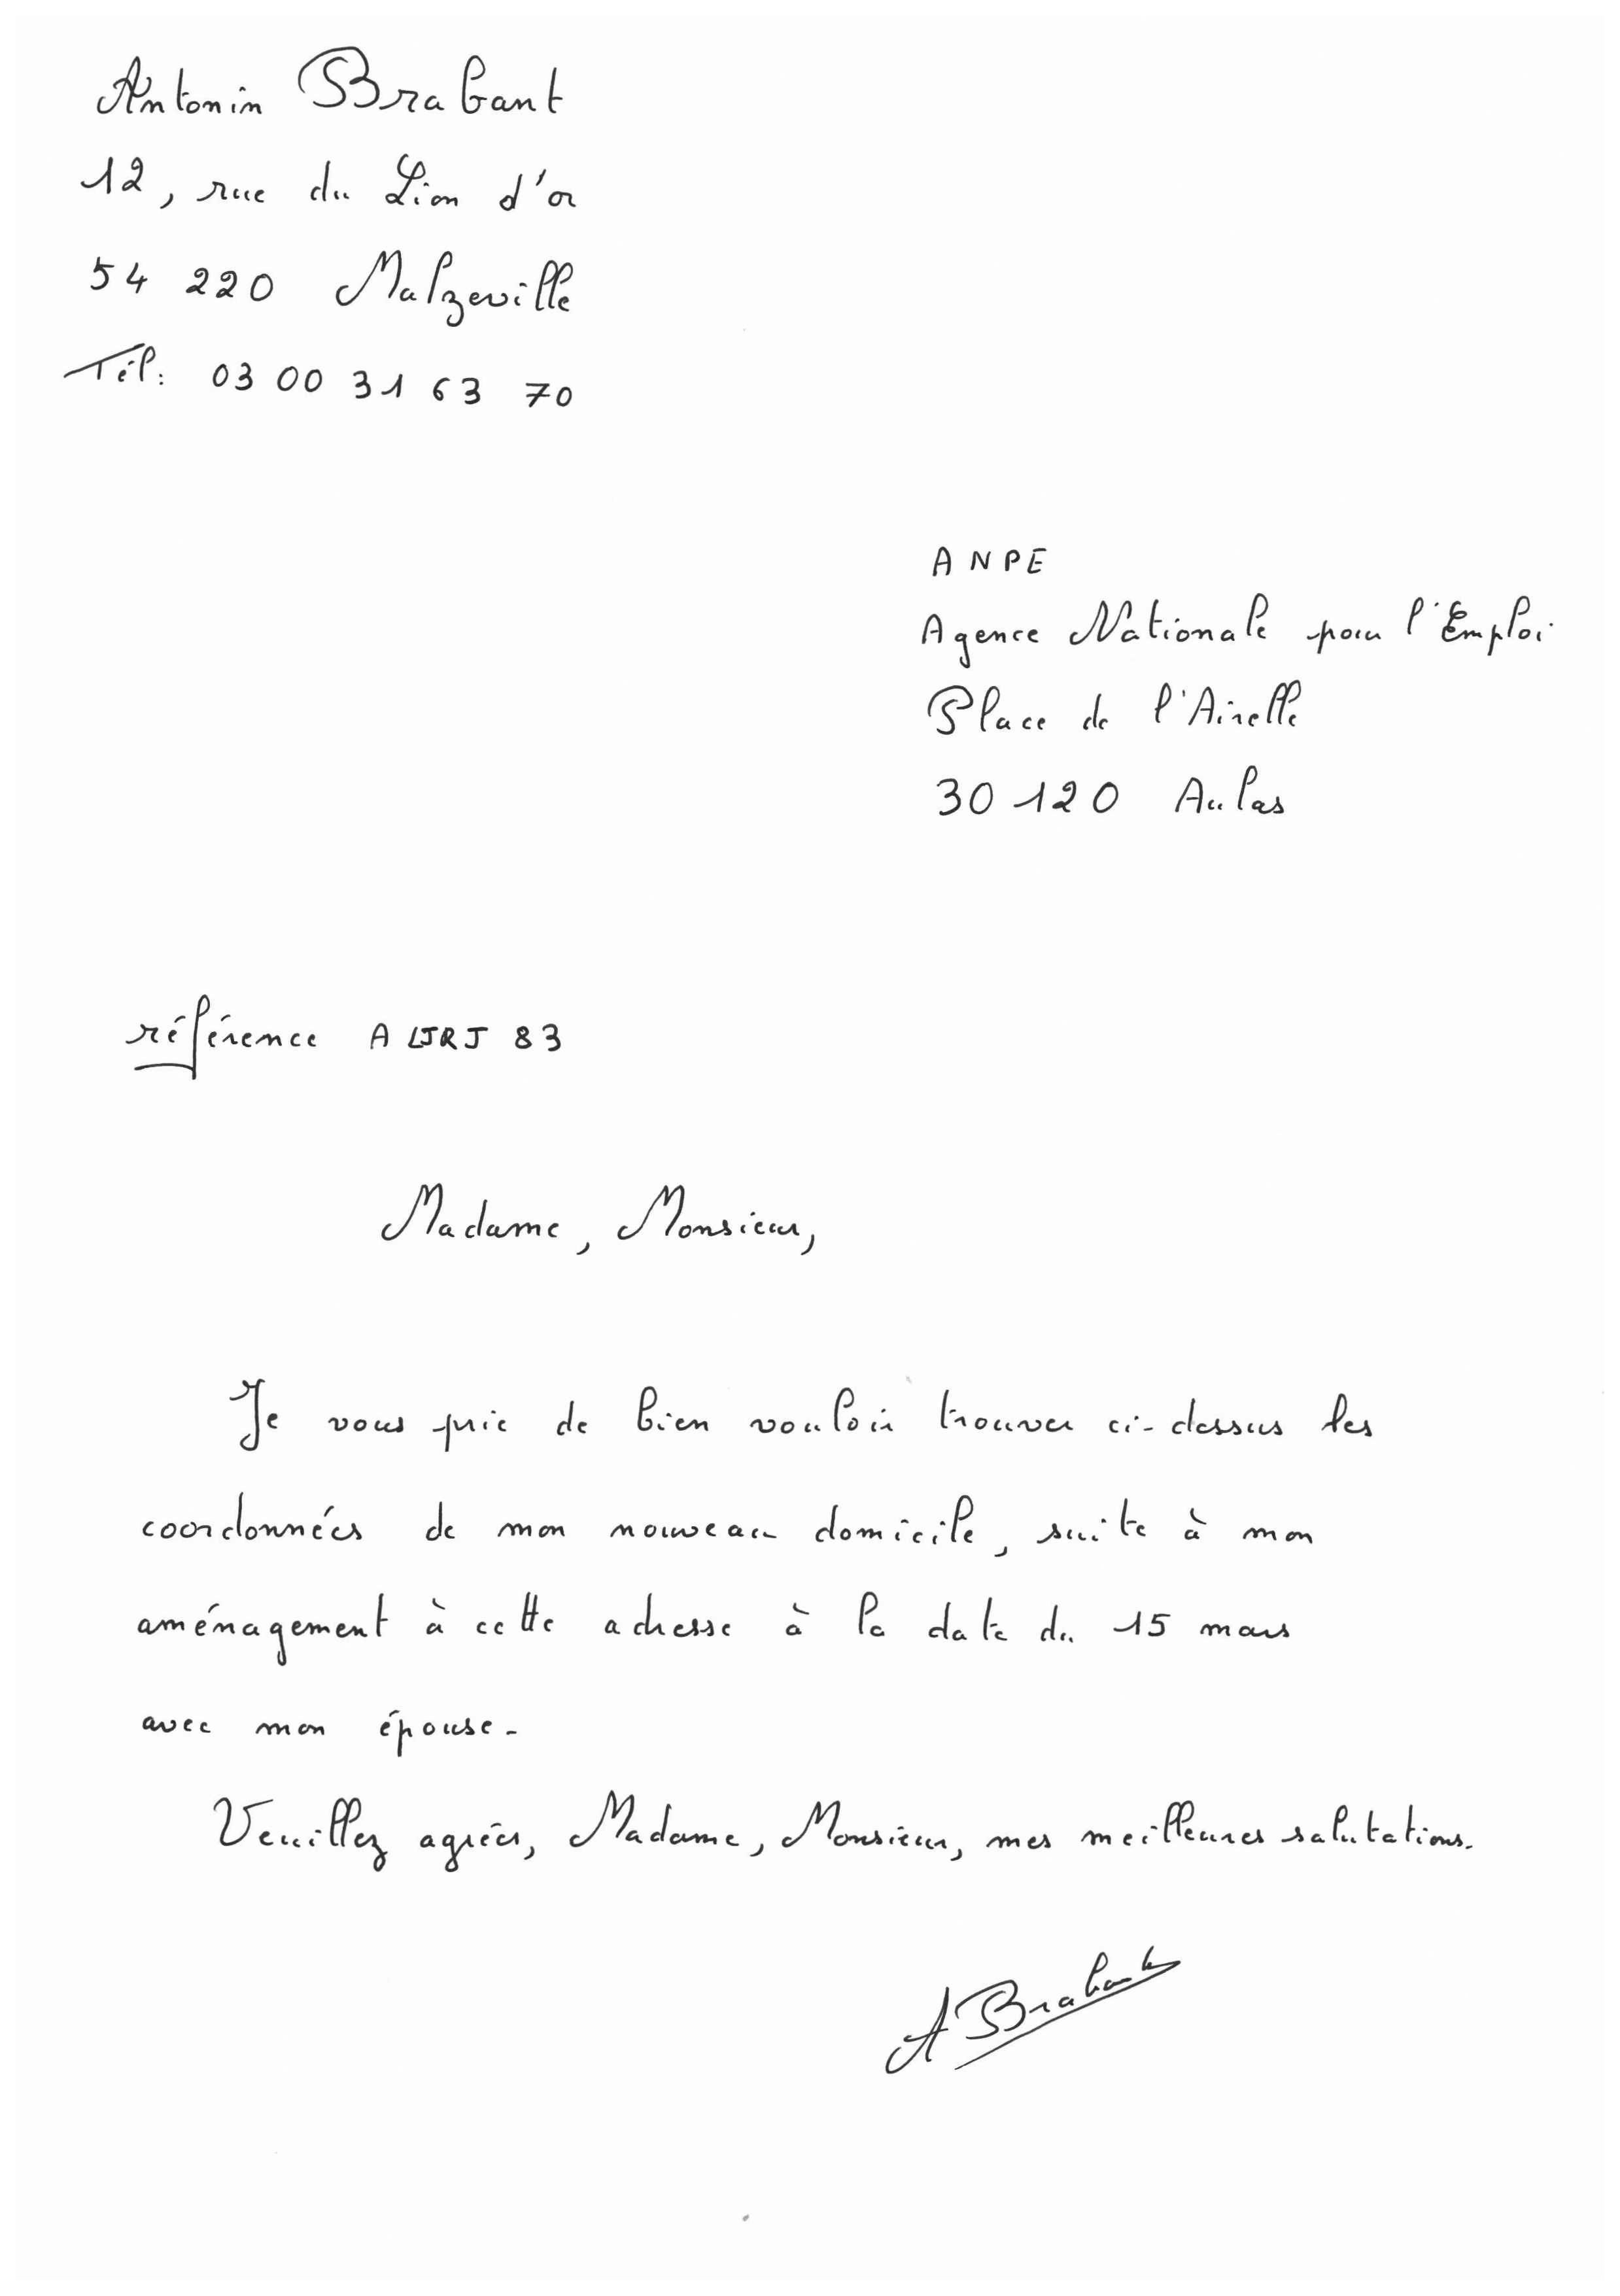 Antonin Brabant
12, rue du Lion d'or
54 220 Malzeville
Tél: 03 00 31 63 70
ANPE
Agence Nationale pour l'Emploi
Place de l'Airelle
30 120 Aulas
référence ALJRJ 83
Madame, Monsieur,
Je vous prie de bien vouloir trouver ci-dessus les
coordonnées de mon nouveau domicile, suite à mon
aménagement à cette adresse à la date du 15 mars
avec mon épouse.
Veuillez agréer, Madame, Monsieur, mes meilleures salutations.
A Brabant